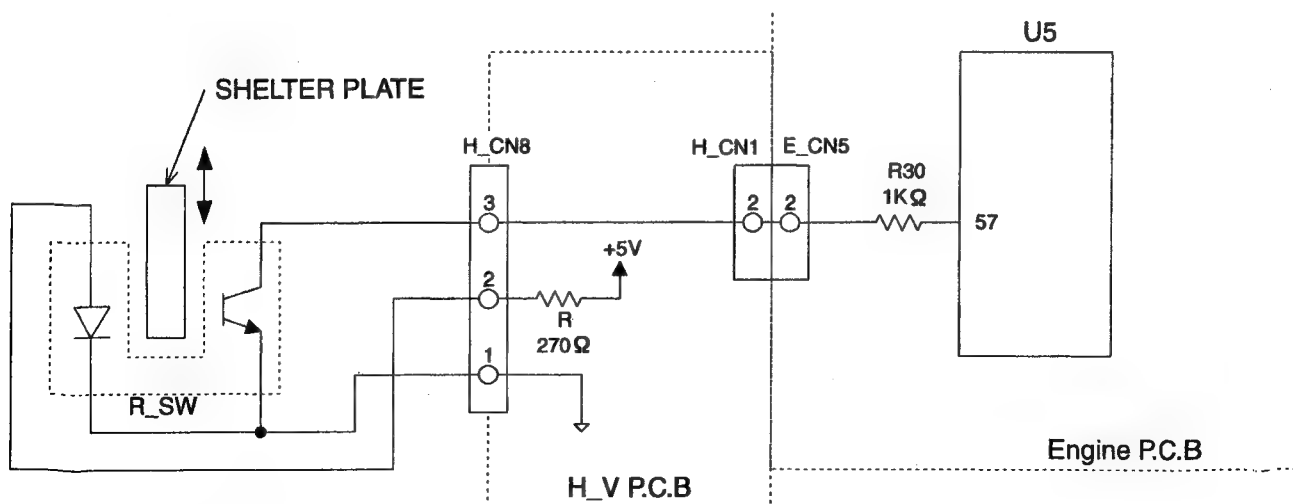 U5
SHELTER PLATE
H_CN8
H_CN1
E_CN5
R30
1KΩ
3
2
2
57
+5V
2
R
270Ω
1
R_SW
Engine P.C.B
H_V P.C.B